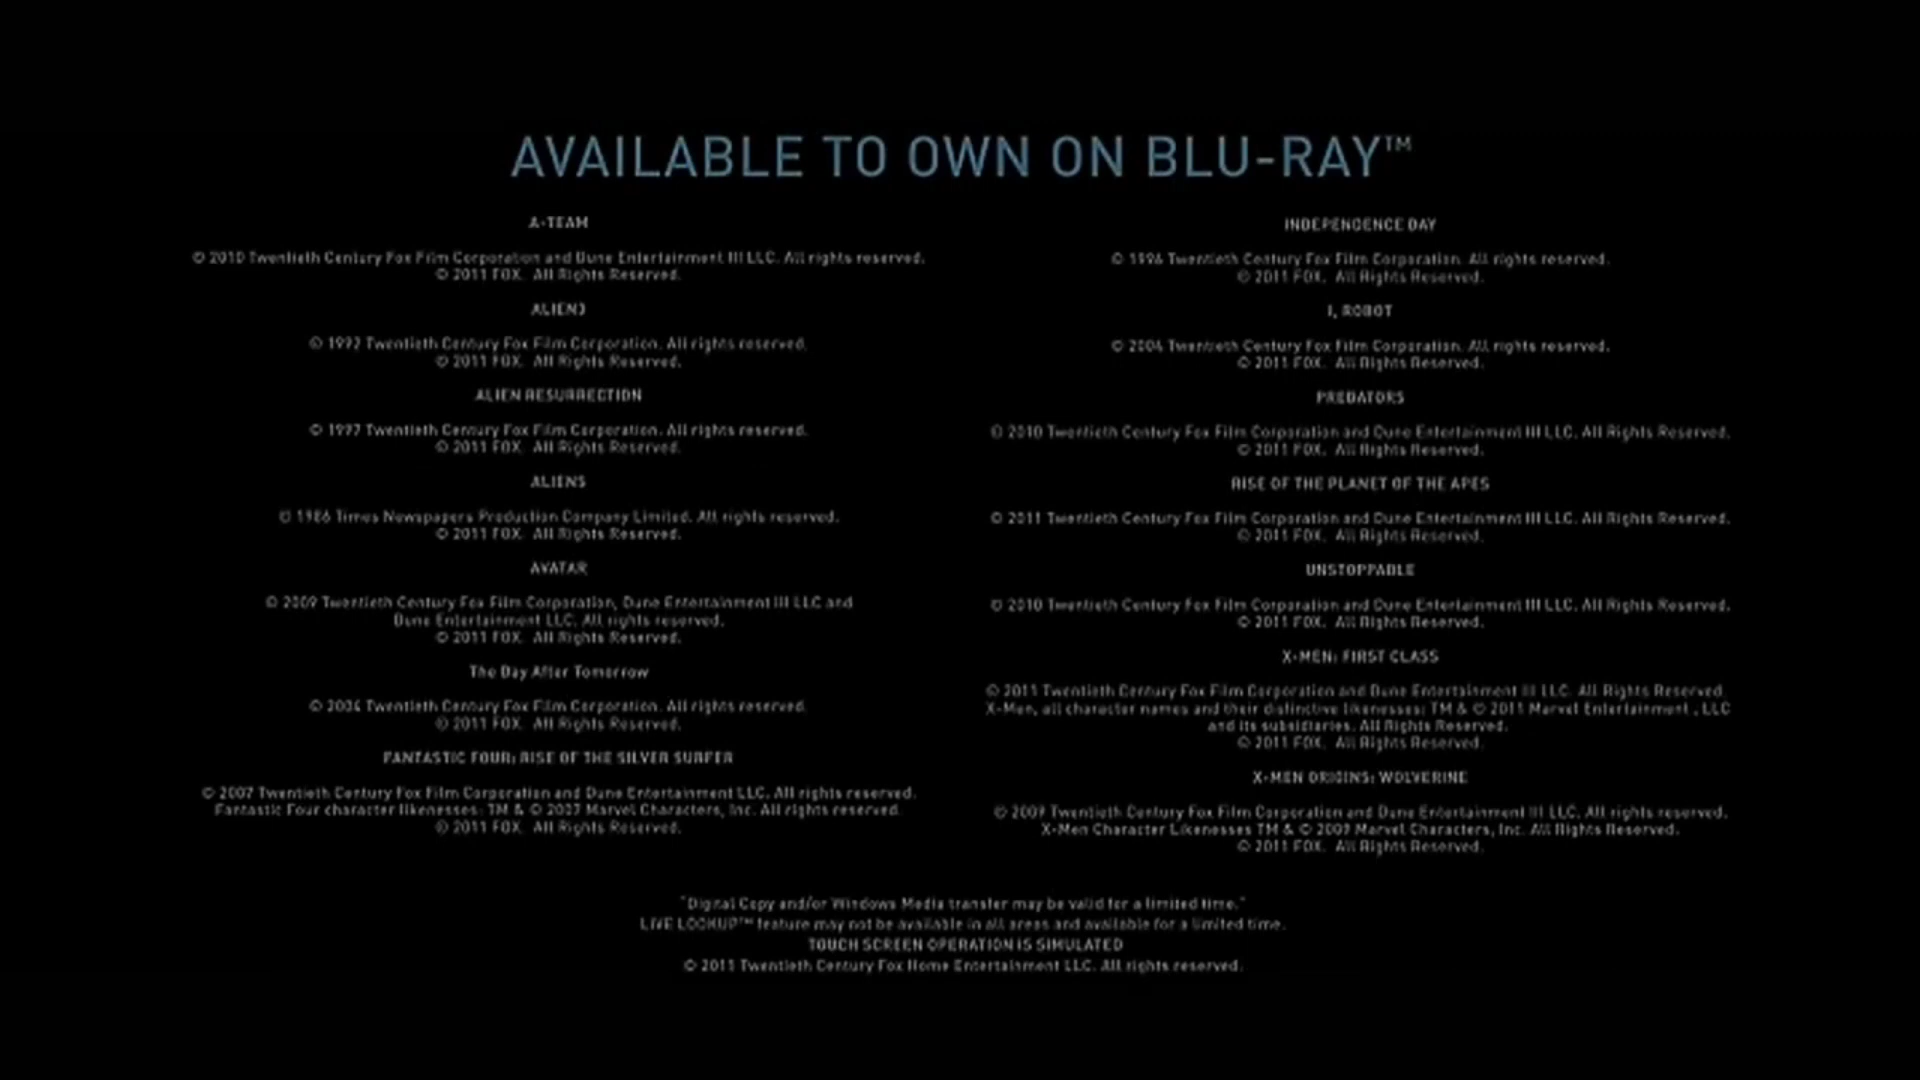 AVAILABLE TO OWN ON BLU-RAY™
A-TEAM
© 2010 Twentieth Century Fox Film Corporation and Dune Entertainment III LLC. All rights reserved.
© 2011 FOX. All Rights Reserved.
ALIEN3
© 1992 Twentieth Century Fox Film Corporation. All rights reserved.
© 2011 FOX. All Rights Reserved.
ALIEN RESURRECTION
© 1997 Twentieth Century Fox Film Corporation. All rights reserved.
© 2011 FOX. All Rights Reserved.
ALIENS
© 1986 Times Newspapers Production Company Limited. All rights reserved.
© 2011 FOX. All Rights Reserved.
AVATAR
© 2009 Twentieth Century Fox Film Corporation, Dune Entertainment III LLC and
Dune Entertainment LLC. All rights reserved.
© 2011 FOX. All Rights Reserved.
The Day After Tomorrow
© 2004 Twentieth Century Fox Film Corporation. All rights reserved.
© 2011 FOX. All Rights Reserved.
FANTASTIC FOUR: RISE OF THE SILVER SURFER
© 2007 Twentieth Century Fox Film Corporation and Dune Entertainment LLC. All rights reserved.
Fantastic Four character likenesses: TM & © 2007 Marvel Characters, Inc. All rights reserved.
© 2011 FOX. All Rights Reserved.
INDEPENDENCE DAY
© 1996 Twentieth Century Fox Film Corporation. All rights reserved.
© 2011 FOX. All Rights Reserved.
I, ROBOT
© 2004 Twentieth Century Fox Film Corporation. All rights reserved.
© 2011 FOX. All Rights Reserved.
PREDATORS
© 2010 Twentieth Century Fox Film Corporation and Dune Entertainment III LLC. All Rights Reserved.
© 2011 FOX. All Rights Reserved.
RISE OF THE PLANET OF THE APES
© 2011 Twentieth Century Fox Film Corporation and Dune Entertainment III LLC. All Rights Reserved.
© 2011 FOX. All Rights Reserved.
UNSTOPPABLE
© 2010 Twentieth Century Fox Film Corporation and Dune Entertainment III LLC. All Rights Reserved.
© 2011 FOX. All Rights Reserved.
X-MEN: FIRST CLASS
© 2011 Twentieth Century Fox Film Corporation and Dune Entertainment III LLC. All Rights Reserved.
X-Men, all character names and their distinctive likenesses: TM & © 2011 Marvel Entertainment , LLC
and its subsidiaries. All Rights Reserved.
© 2011 FOX. All Rights Reserved.
X-MEN ORIGINS: WOLVERINE
© 2009 Twentieth Century Fox Film Corporation and Dune Entertainment III LLC. All rights reserved.
X-Men Character Likenesses TM & © 2009 Marvel Characters, Inc. All Rights Reserved.
© 2011 FOX. All Rights Reserved.
"Digital Copy and/or Windows Media transfer may be valid for a limited time."
LIVE LOOKUP™ feature may not be available in all areas and available for a limited time.
TOUCH SCREEN OPERATION IS SIMULATED
© 2011 Twentieth Century Fox Home Entertainment LLC. All rights reserved.